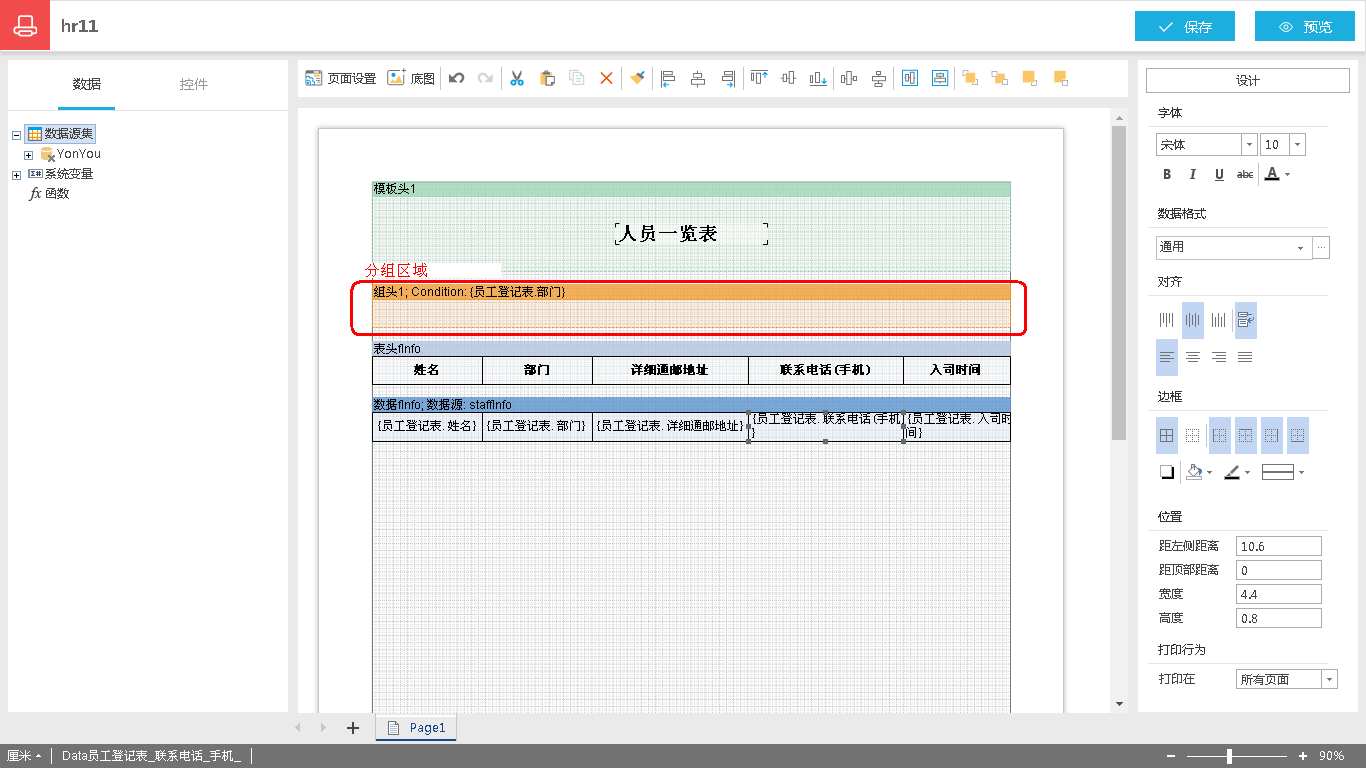 hr11
保存
预览
数据
控件
页面设置
底图
设计
数据源集
YonYou
Σ# 系统变量
fx 函数
模板头1
人员一览表
分组区域
组头1; Condition: {员工登记表.部门}
表头fInfo
姓名 部门 详细通邮地址 联系电话(手机) 入司时间
数据fInfo; 数据源: staffInfo
{员工登记表.姓名} {员工登记表.部门} {员工登记表.详细通邮地址} {员工登记表.联系电话(手机 {员工登记表.入司时
} 间}
字体
宋体 10
B I U abc A
数据格式
通用 ...
对齐
边框
位置
距左侧距离 10.6
距顶部距离 0
宽度 4.4
高度 0.8
打印行为
打印在 所有页面
Page1
厘米 Data员工登记表_联系电话_手机_ 90%